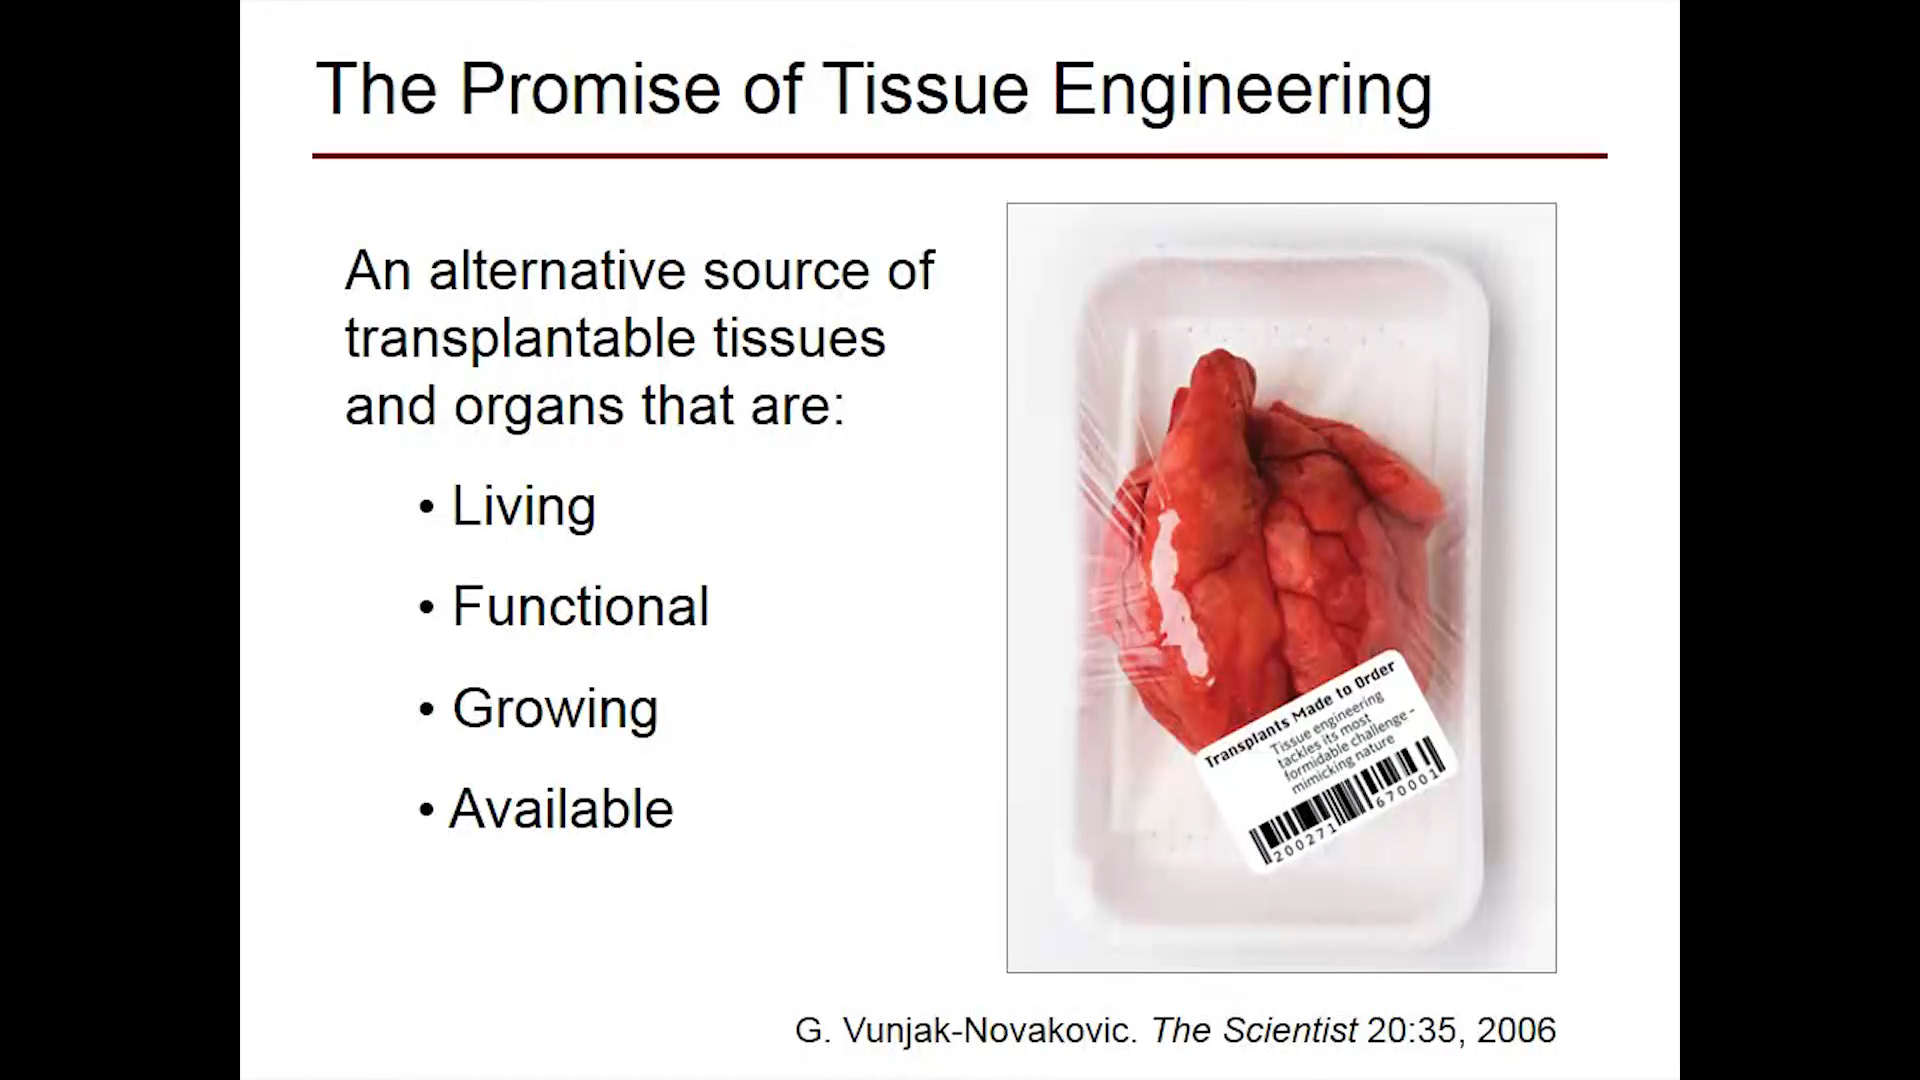 The Promise of Tissue Engineering
An alternative source of
transplantable tissues
and organs that are:
• Living
• Functional
• Growing
• Available
Transplants Made to Order
Tissue engineering
tackles its most
formidable challenge –
mimicking nature
200271 670001
G. Vunjak-Novakovic. The Scientist 20:35, 2006